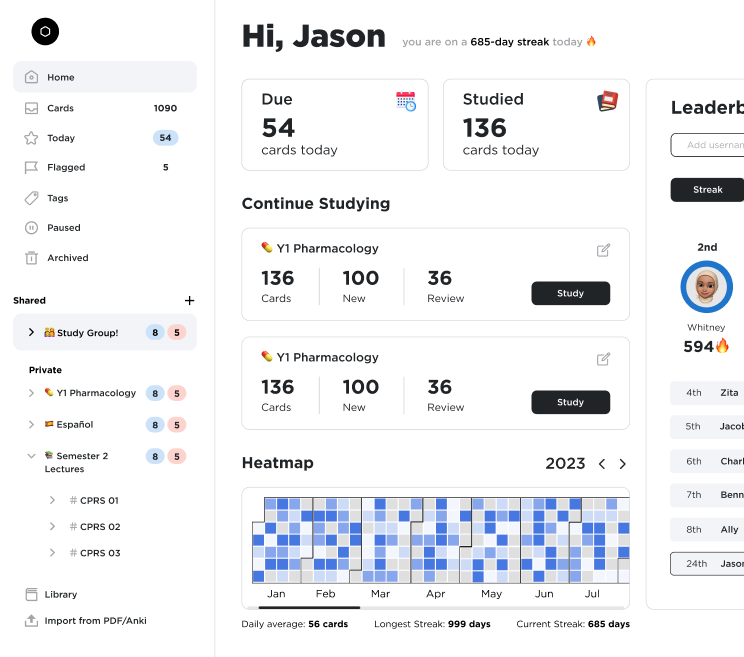 Home
Cards 1090
Today 54
Flagged 5
Tags
Paused
Archived
Shared +
Study Group! 8 5
Private
Y1 Pharmacology 8 5
Español 8 5
Semester 2 8 5
Lectures
# CPRS 01
# CPRS 02
# CPRS 03
Library
Import from PDF/Anki
Hi, Jason you are on a 685-day streak today
Due
54
cards today
Studied
136
cards today
Continue Studying
Y1 Pharmacology
136 100 36
Cards New Review
Study
Y1 Pharmacology
136 100 36
Cards New Review
Study
Heatmap 2023
Jan Feb Mar Apr May Jun Jul
Daily average: 56 cards Longest Streak: 999 days Current Streak: 685 days
Leaderb
Add usernam
Streak
2nd
Whitney
594
4th Zita
5th Jacob
6th Charl
7th Benn
8th Ally
24th Jason